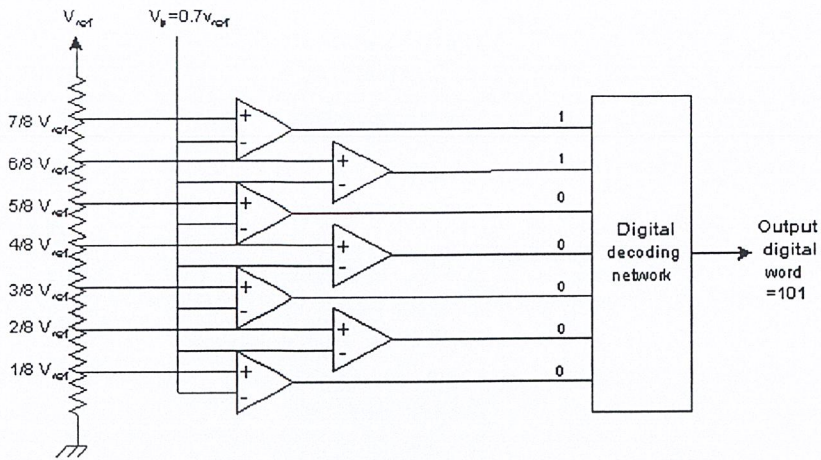 Vref
Vin=0.7vref
7/8 Vref
6/8 Vref
5/8 Vref
4/8 Vref
3/8 Vref
2/8 Vref
1/8 Vref
+
-
+
-
+
-
+
-
+
-
+
-
+
-
1
1
0
0
0
0
0
Digital
decoding
network
Output
digital
word
=101